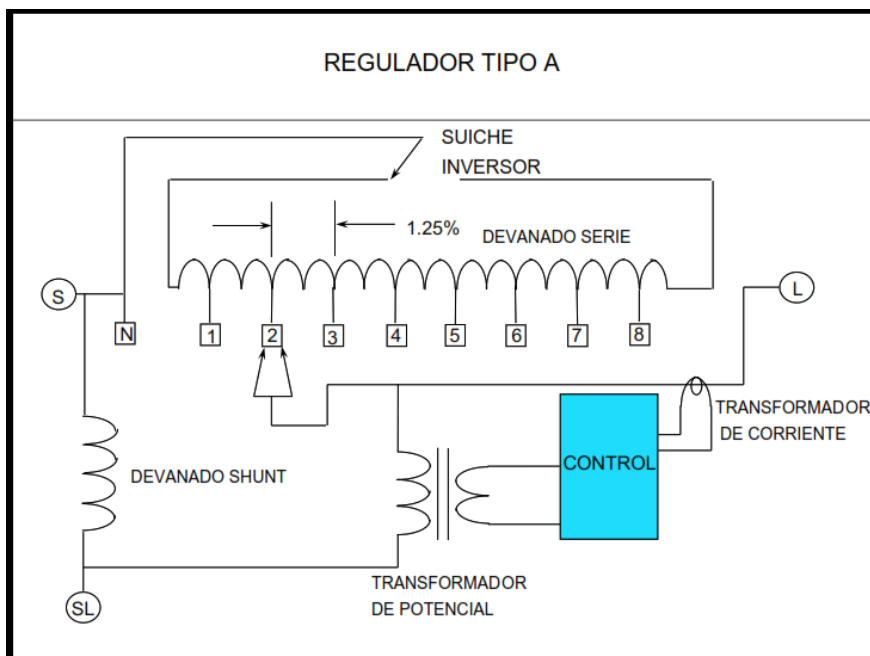 REGULADOR TIPO A
SUICHE
INVERSOR
1.25%
DEVANADO SERIE
S
L
N
1
2
3
4
5
6
7
8
TRANSFORMADOR
DE CORRIENTE
CONTROL
DEVANADO SHUNT
TRANSFORMADOR
DE POTENCIAL
SL